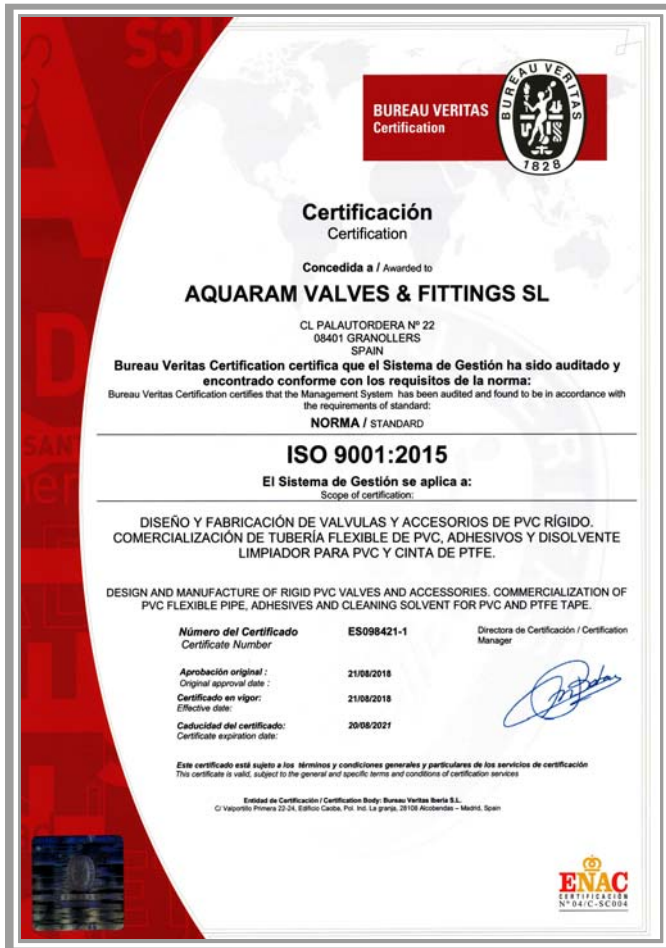 BUREAU VERITAS
Certification
BUREAU VERITAS
1828
Certificación
Certification
Concedida a / Awarded to
AQUARAM VALVES & FITTINGS SL
CL PALAUTORDERA Nº 22
08401 GRANOLLERS
SPAIN
Bureau Veritas Certification certifica que el Sistema de Gestión ha sido auditado y
encontrado conforme con los requisitos de la norma:
Bureau Veritas Certification certifies that the Management System has been audited and found to be in accordance with
the requirements of standard:
NORMA / STANDARD
ISO 9001:2015
El Sistema de Gestión se aplica a:
Scope of certification:
DISEÑO Y FABRICACIÓN DE VALVULAS Y ACCESORIOS DE PVC RÍGIDO.
COMERCIALIZACIÓN DE TUBERÍA FLEXIBLE DE PVC, ADHESIVOS Y DISOLVENTE
LIMPIADOR PARA PVC Y CINTA DE PTFE.
DESIGN AND MANUFACTURE OF RIGID PVC VALVES AND ACCESSORIES. COMMERCIALIZATION OF
PVC FLEXIBLE PIPE, ADHESIVES AND CLEANING SOLVENT FOR PVC AND PTFE TAPE.
Número del Certificado ES098421-1 Directora de Certificación / Certification
Certificate Number Manager
Aprobación original : 21/08/2018
Original approval date :
Certificado en vigor: 21/08/2018
Effective date:
Caducidad del certificado: 20/08/2021
Certificate expiration date:
Este certificado está sujeto a los términos y condiciones generales y particulares de los servicios de certificación
This certificate is valid, subject to the general and specific terms and conditions of certification services
Entidad de Certificación / Certification Body: Bureau Veritas Iberia S.L.
C/ Valportillo Primera 22-24, Edificio Caoba, Pol. Ind. La granja, 28108 Alcobendas – Madrid, Spain
ENAC
CERTIFICACIÓN
Nº 04/C-SC004